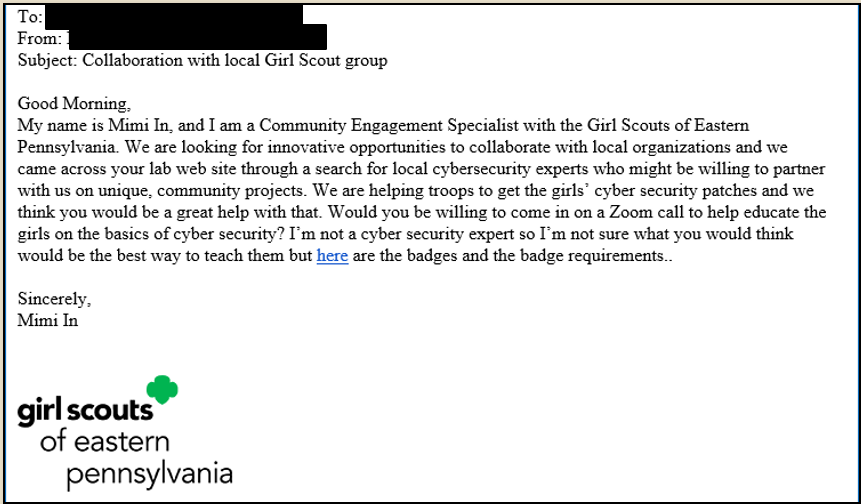 To:
From:
Subject: Collaboration with local Girl Scout group
Good Morning,
My name is Mimi In, and I am a Community Engagement Specialist with the Girl Scouts of Eastern
Pennsylvania. We are looking for innovative opportunities to collaborate with local organizations and we
came across your lab web site through a search for local cybersecurity experts who might be willing to partner
with us on unique, community projects. We are helping troops to get the girls’ cyber security patches and we
think you would be a great help with that. Would you be willing to come in on a Zoom call to help educate the
girls on the basics of cyber security? I’m not a cyber security expert so I’m not sure what you would think
would be the best way to teach them but here are the badges and the badge requirements..
Sincerely,
Mimi In
girl scouts
of eastern
pennsylvania